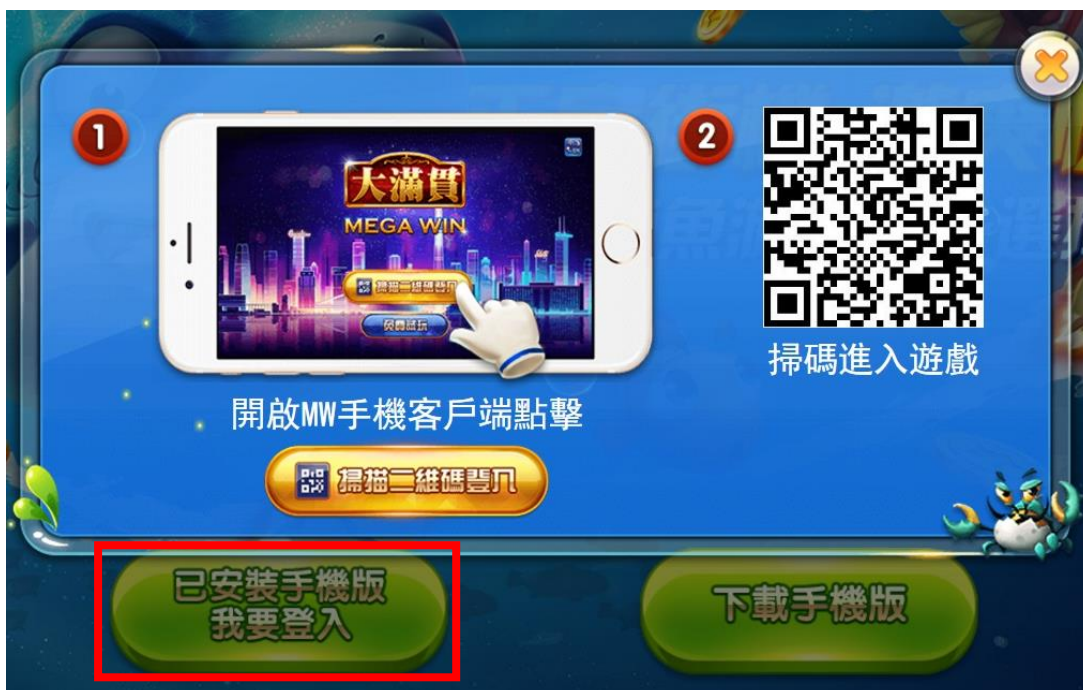 1
大滿貫
MEGA WIN
掃描二維碼登入
免費試玩
開啟MW手機客戶端點擊
掃描二維碼登入
2
掃碼進入遊戲
已安裝手機版
我要登入
下載手機版